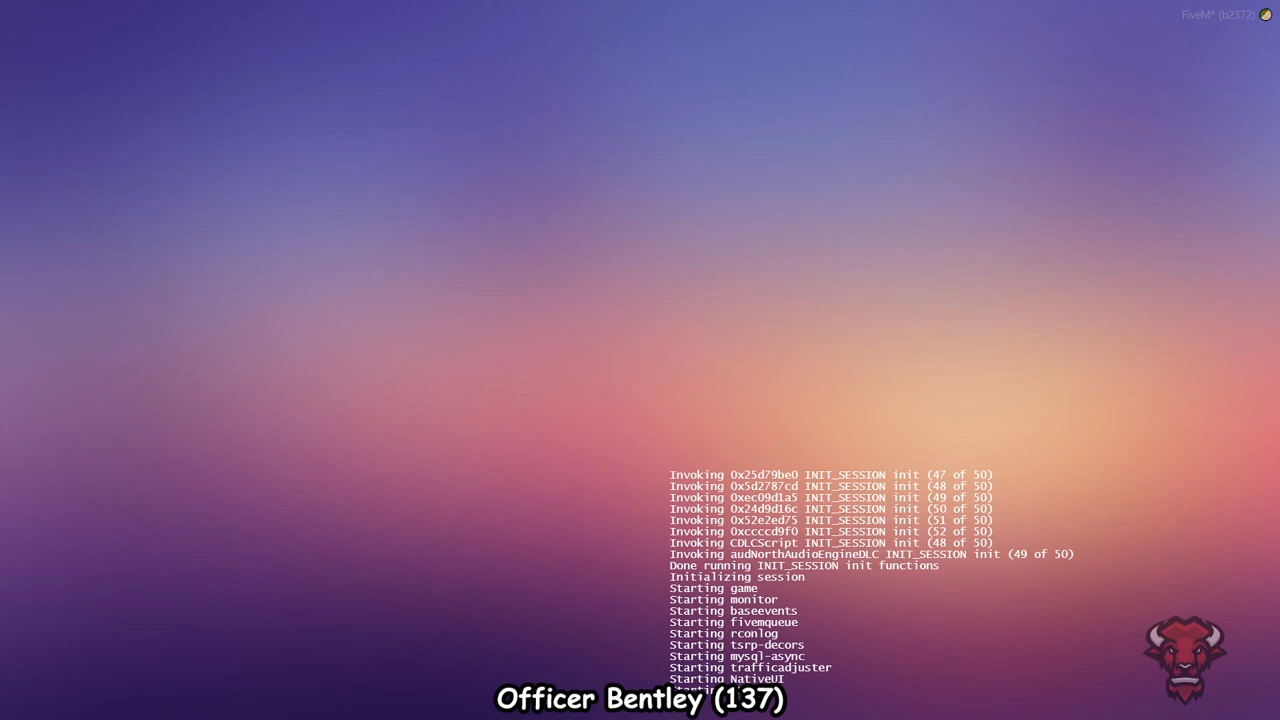 FiveM* (b2372)
Invoking 0x25d79be0 INIT_SESSION init (47 of 50)
Invoking 0x5d2787cd INIT_SESSION init (48 of 50)
Invoking 0xec09d1a5 INIT_SESSION init (49 of 50)
Invoking 0x24d9d16c INIT_SESSION init (50 of 50)
Invoking 0x52e2ed75 INIT_SESSION init (51 of 50)
Invoking 0xccccd9f0 INIT_SESSION init (52 of 50)
Invoking CDLCScript INIT_SESSION init (48 of 50)
Invoking audNorthAudioEngineDLC INIT_SESSION init (49 of 50)
Done running INIT_SESSION init functions
Initializing session
Starting game
Starting monitor
Starting baseevents
Starting fivemqueue
Starting rconlog
Starting tsrp-decors
Starting mysql-async
Starting trafficadjuster
Starting NativeUI
Officer Bentley (137)